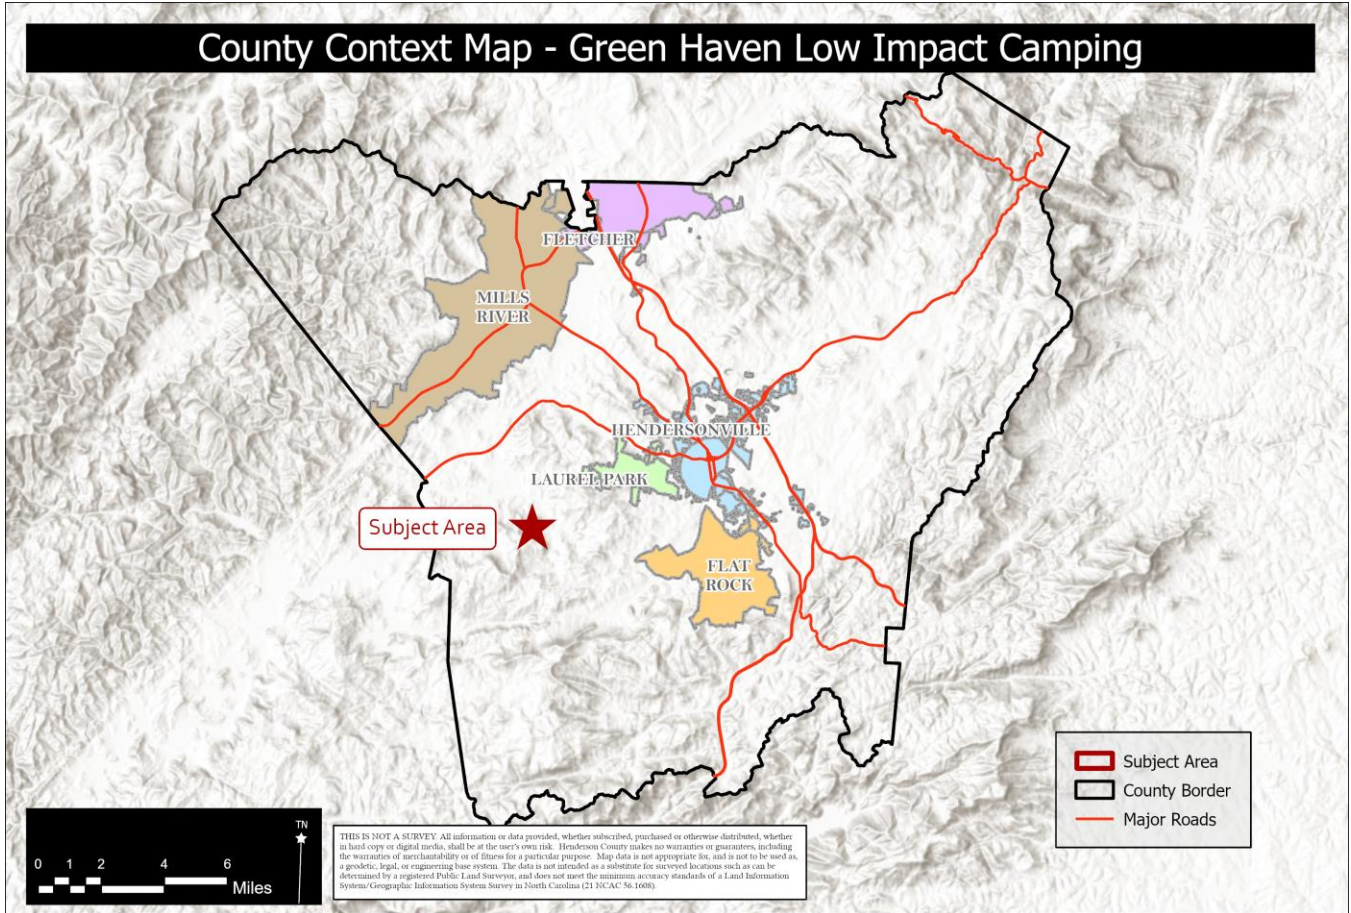 County Context Map - Green Haven Low Impact Camping
FLETCHER
MILLS
RIVER
HENDERSONVILLE
LAUREL PARK
Subject Area
FLAT
ROCK
Subject Area
County Border
Major Roads
TN
0 1 2 4 6
Miles
THIS IS NOT A SURVEY. All information or data provided, whether subscribed, purchased or otherwise distributed, whether
in hard copy or digital media, shall be at the user's own risk. Henderson County makes no warranties or guarantees, including
the warranties of merchantability or of fitness for a particular purpose. Map data is not appropriate for, and is not to be used as,
a geodetic, legal, or engineering base system. The data is not intended as a substitute for surveyed locations such as can be
determined by a registered Public Land Surveyor, and does not meet the minimum accuracy standards of a Land Information
System/Geographic Information System Survey in North Carolina (21 NCAC 56.1608).